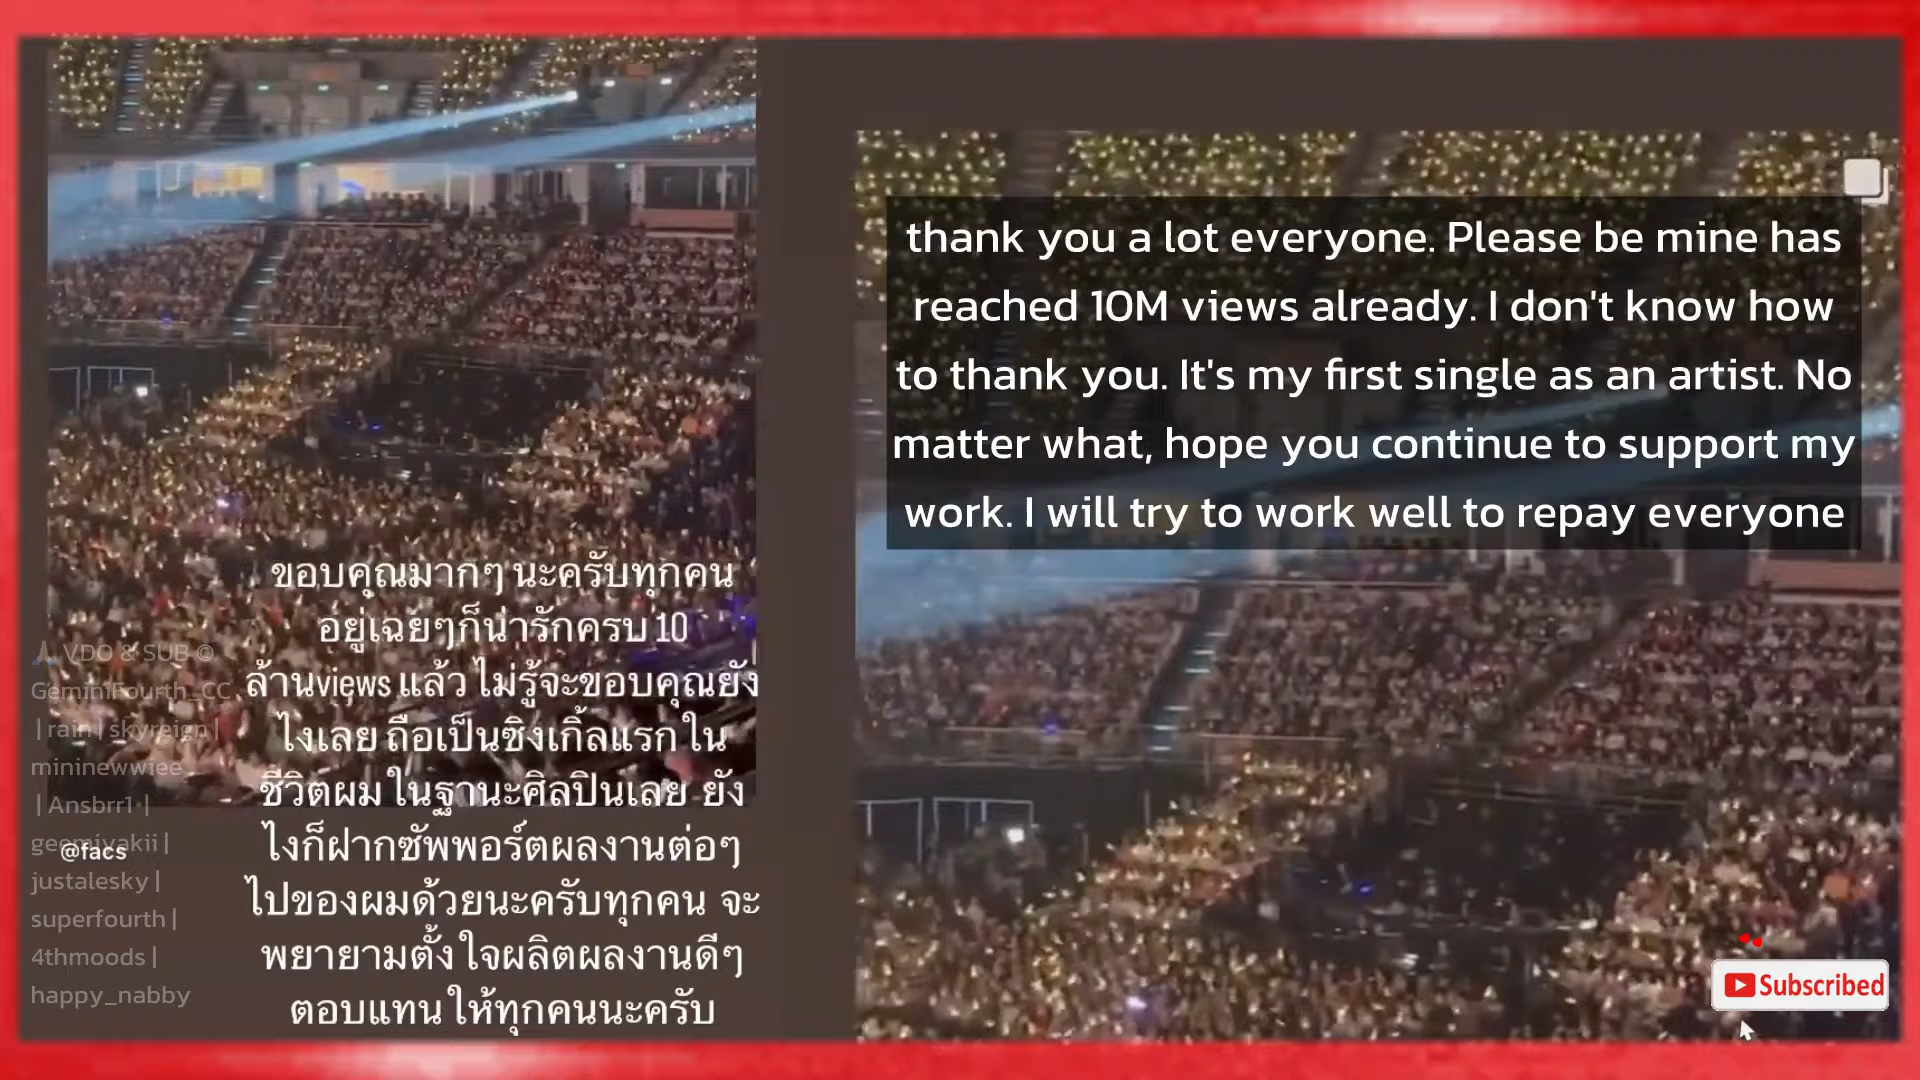 ขอบคุณมากๆ นะครับทุกคน
อยู่เฉยๆก็น่ารักครบ 10
ล้านviews แล้ว ไม่รู้จะขอบคุณยัง
ไงเลย ถือเป็นซิงเกิ้ลแรก ใน
ชีวิตผม ในฐานะศิลปินเลย ยัง
ไงก็ฝากซัพพอร์ตผลงานต่อๆ
ไปของผมด้วยนะครับทุกคน จะ
พยายามตั้งใจผลิตผลงานดีๆ
ตอบแทน ให้ทุกคนนะครับ
VDO & SUB ©
GeminiFourth_CC
| rain | skyreign |
mininewwiee
| Ansbrr1 |
geemiyakii |
@facs
justalesky |
superfourth |
4thmoods |
happy_nabby
thank you a lot everyone. Please be mine has
reached 10M views already. I don't know how
to thank you. It's my first single as an artist. No
matter what, hope you continue to support my
work. I will try to work well to repay everyone
Subscribed